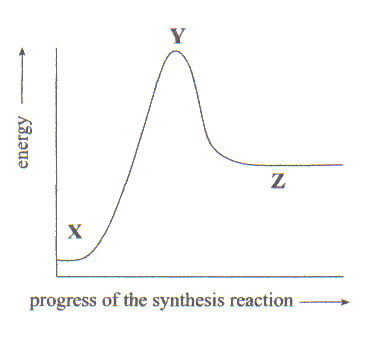 Y
energy
X
Z
progress of the synthesis reaction